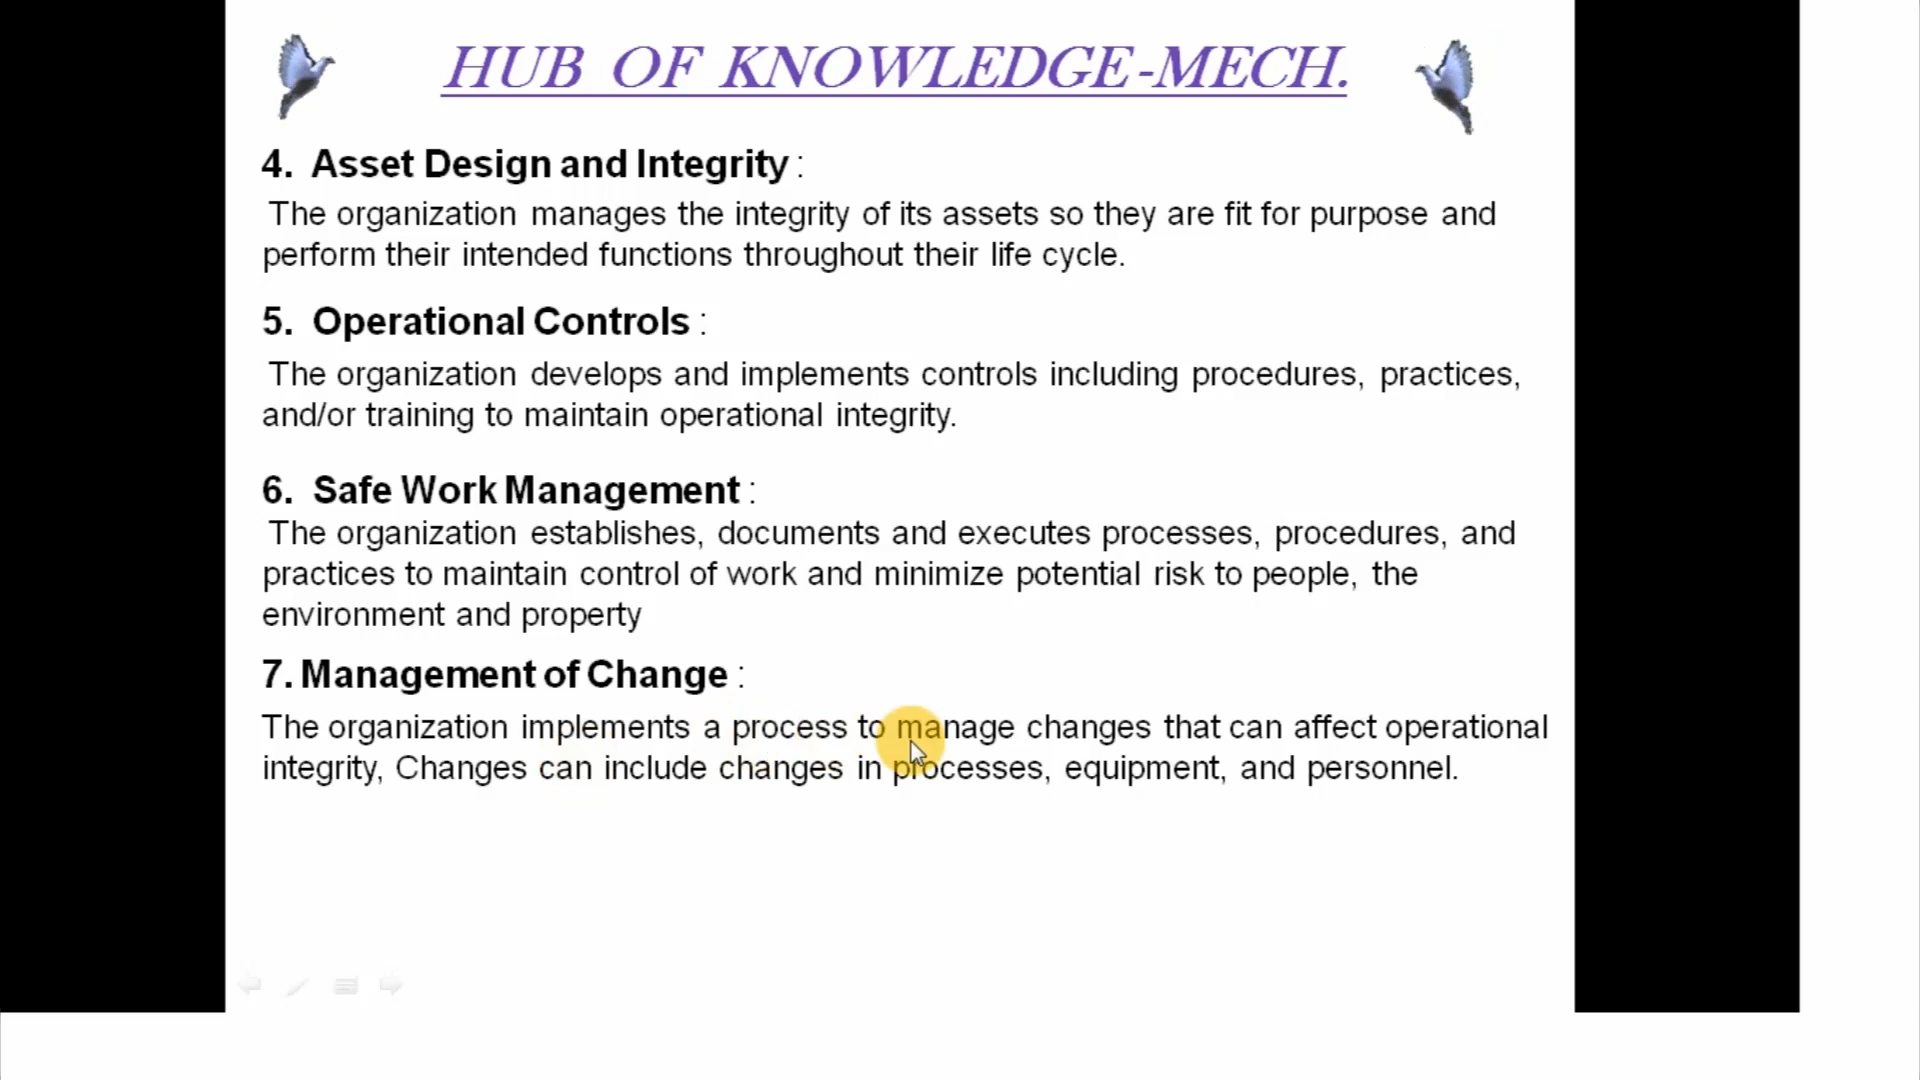 HUB OF KNOWLEDGE-MECH.
4. Asset Design and Integrity :
The organization manages the integrity of its assets so they are fit for purpose and
perform their intended functions throughout their life cycle.
5. Operational Controls :
The organization develops and implements controls including procedures, practices,
and/or training to maintain operational integrity.
6. Safe Work Management :
The organization establishes, documents and executes processes, procedures, and
practices to maintain control of work and minimize potential risk to people, the
environment and property
7. Management of Change :
The organization implements a process to manage changes that can affect operational
integrity, Changes can include changes in processes, equipment, and personnel.